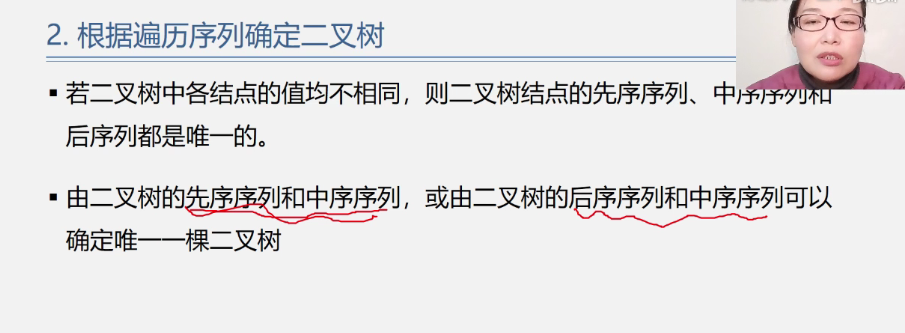 2. 根据遍历序列确定二叉树
▪ 若二叉树中各结点的值均不相同，则二叉树结点的先序序列、中序序列和
后序列都是唯一的。
▪ 由二叉树的先序序列和中序序列，或由二叉树的后序序列和中序序列可以
确定唯一一棵二叉树